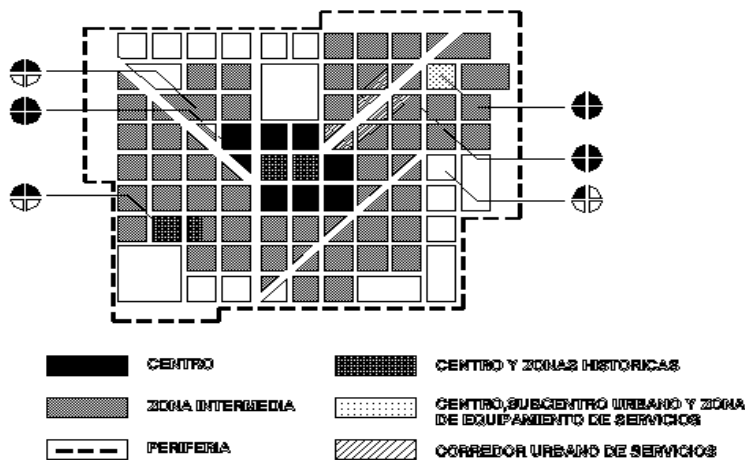 CENTRO
CENTRO Y ZONAS HISTORICAS
ZONA INTERMEDIA
CENTRO,SUBCENTRO URBANO Y ZONA
DE EQUIPAMIENTO DE SERVICIOS
PERIFERIA
CORREDOR URBANO DE SERVICIOS